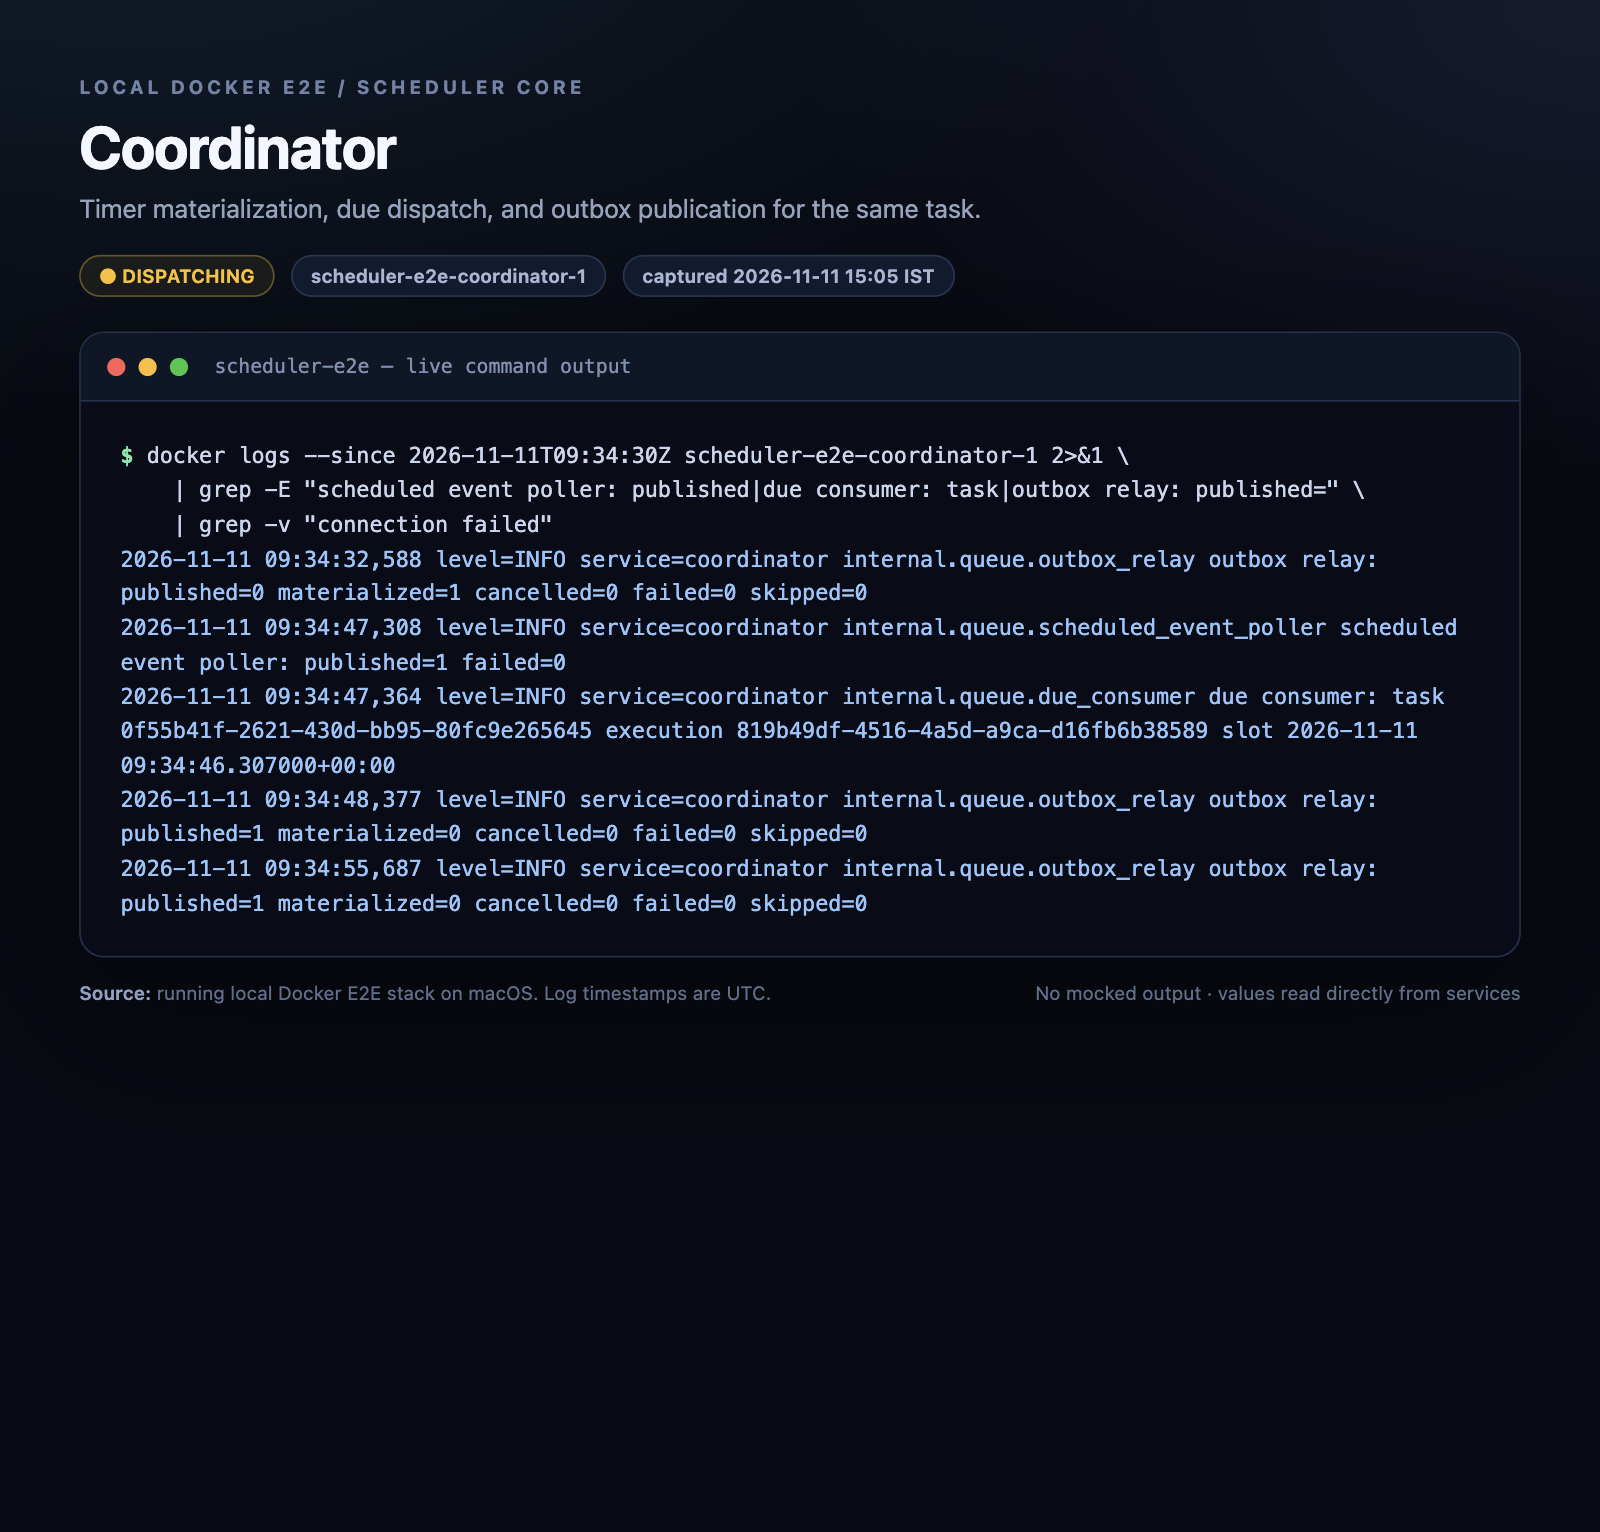 LOCAL DOCKER E2E / SCHEDULER CORE
Coordinator
Timer materialization, due dispatch, and outbox publication for the same task.
DISPATCHING
scheduler-e2e-coordinator-1
captured 2026-11-11 15:05 IST
scheduler-e2e — live command output
$ docker logs --since 2026-11-11T09:34:30Z scheduler-e2e-coordinator-1 2>&1 \
    | grep -E "scheduled event poller: published|due consumer: task|outbox relay: published=" \
    | grep -v "connection failed"
2026-11-11 09:34:32,588 level=INFO service=coordinator internal.queue.outbox_relay outbox relay:
published=0 materialized=1 cancelled=0 failed=0 skipped=0
2026-11-11 09:34:47,308 level=INFO service=coordinator internal.queue.scheduled_event_poller scheduled
event poller: published=1 failed=0
2026-11-11 09:34:47,364 level=INFO service=coordinator internal.queue.due_consumer due consumer: task
0f55b41f-2621-430d-bb95-80fc9e265645 execution 819b49df-4516-4a5d-a9ca-d16fb6b38589 slot 2026-11-11
09:34:46.307000+00:00
2026-11-11 09:34:48,377 level=INFO service=coordinator internal.queue.outbox_relay outbox relay:
published=1 materialized=0 cancelled=0 failed=0 skipped=0
2026-11-11 09:34:55,687 level=INFO service=coordinator internal.queue.outbox_relay outbox relay:
published=1 materialized=0 cancelled=0 failed=0 skipped=0
Source: running local Docker E2E stack on macOS. Log timestamps are UTC.
No mocked output · values read directly from services